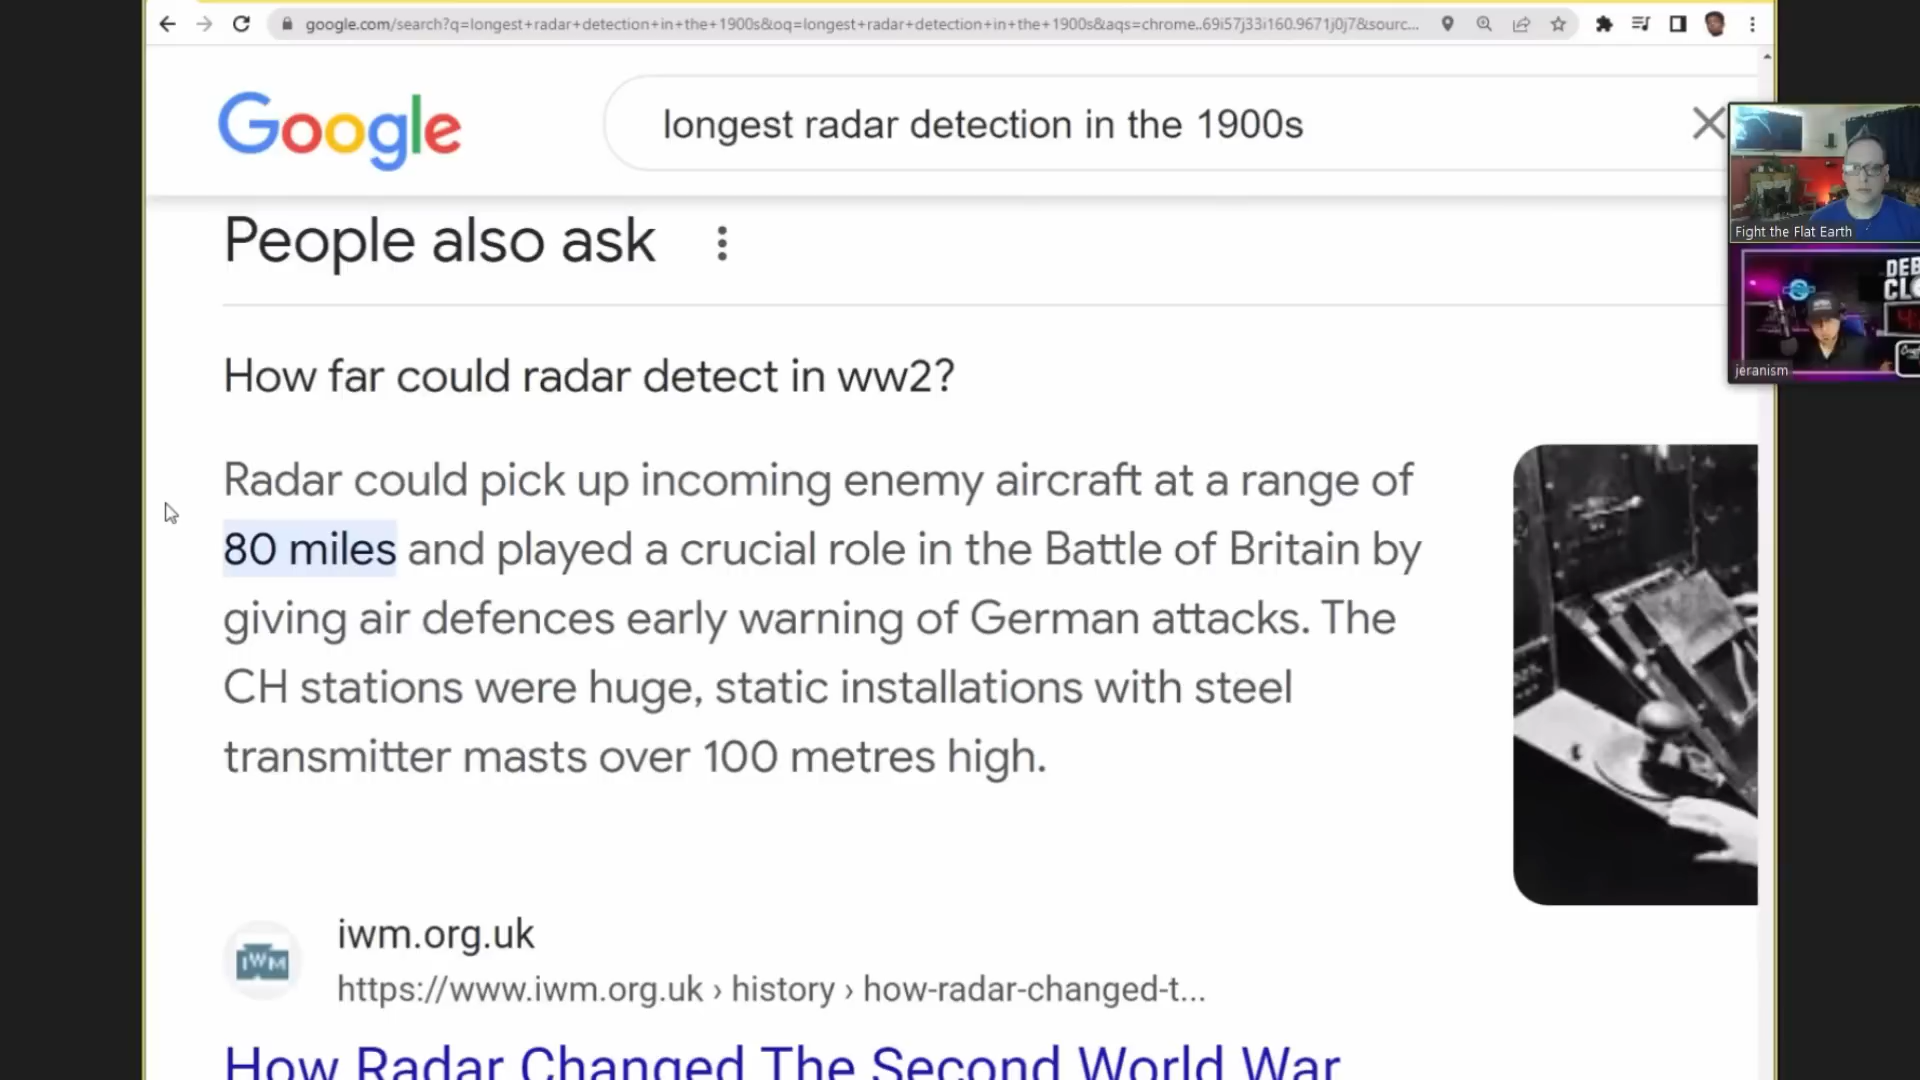 google.com/search?q=longest+radar+detection+in+the+1900s&oq=longest+radar+detection+in+the+1900s&aqs=chrome..69i57j33i160.9671j0j7&sourc...
Google
longest radar detection in the 1900s
People also ask
How far could radar detect in ww2?
Radar could pick up incoming enemy aircraft at a range of
80 miles and played a crucial role in the Battle of Britain by
giving air defences early warning of German attacks. The
CH stations were huge, static installations with steel
transmitter masts over 100 metres high.
IWM
iwm.org.uk
https://www.iwm.org.uk › history › how-radar-changed-t...
How Radar Changed The Second World War
Fight the Flat Earth
DEB
CL
jeranism